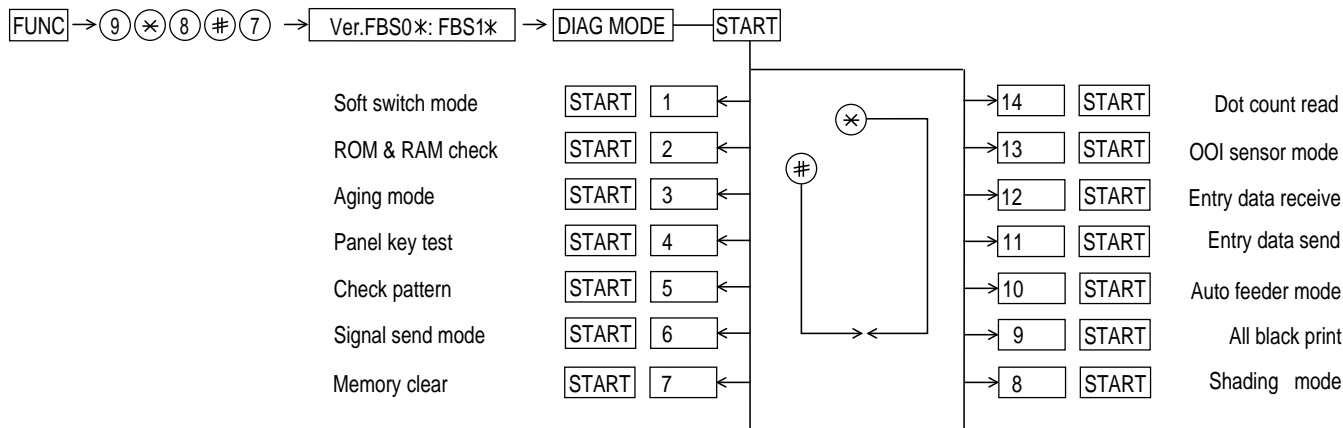 FUNC → 9 * 8 # 7 → Ver.FBS0*: FBS1* → DIAG MODE START
Soft switch mode START 1
14 START Dot count read
ROM & RAM check START 2
13 START OOI sensor mode
Aging mode START 3
12 START Entry data receive
Panel key test START 4
11 START Entry data send
Check pattern START 5
10 START Auto feeder mode
Signal send mode START 6
9 START All black print
Memory clear START 7
8 START Shading mode
*
#